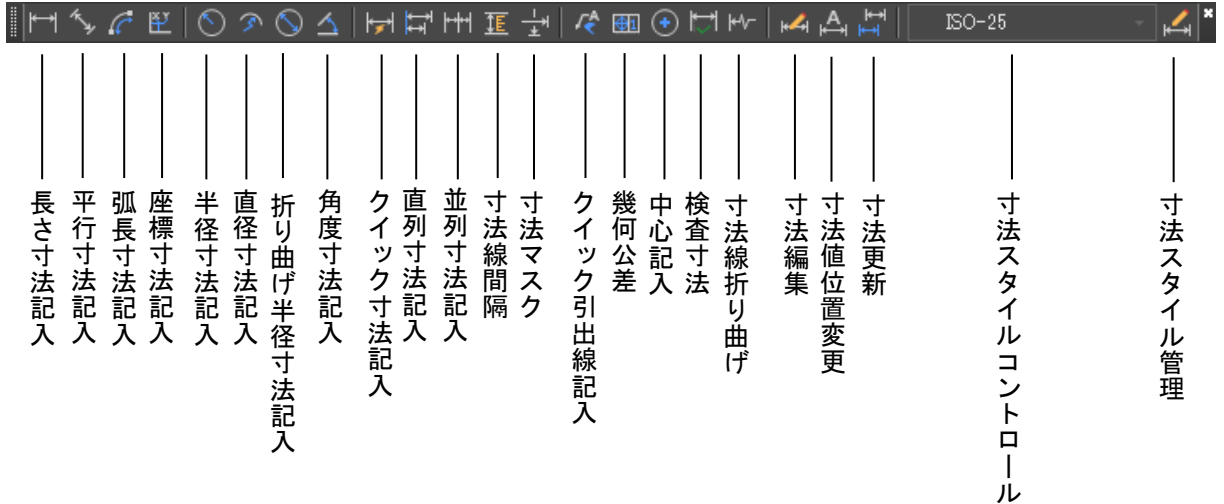 ISO-25
長さ寸法記入
平行寸法記入
弧長寸法記入
座標寸法記入
半径寸法記入
直径寸法記入
折り曲げ半径寸法記入
角度寸法記入
クイック寸法記入
直列寸法記入
並列寸法記入
寸法線間隔
寸法マスク
クイック引出線記入
幾何公差
中心記入
検査寸法
寸法線折り曲げ
寸法編集
寸法値位置変更
寸法更新
寸法スタイルコントロール
寸法スタイル管理